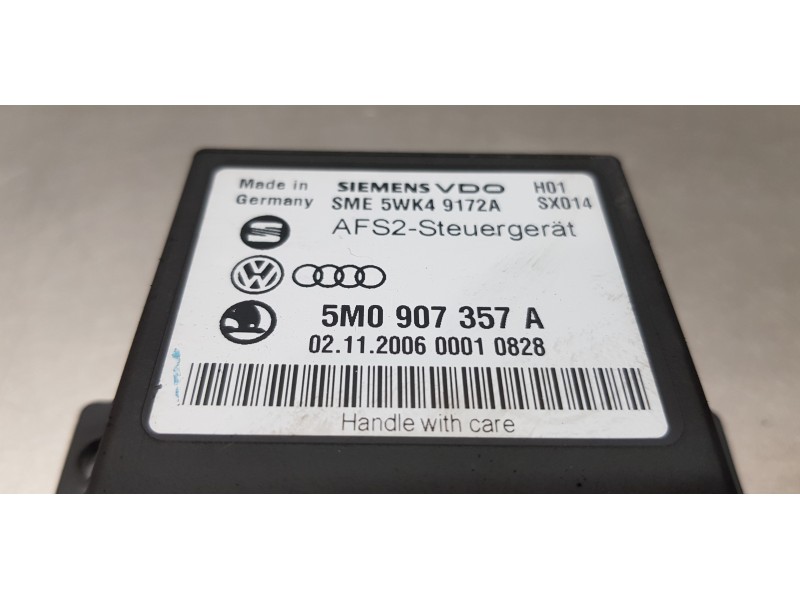 Made in
Germany
SIEMENS VDO
H01
SME 5WK4 9172A
SX014
AFS2-Steuergerät
5M0 907 357 A
02.11.2006 0001 0828
Handle with care